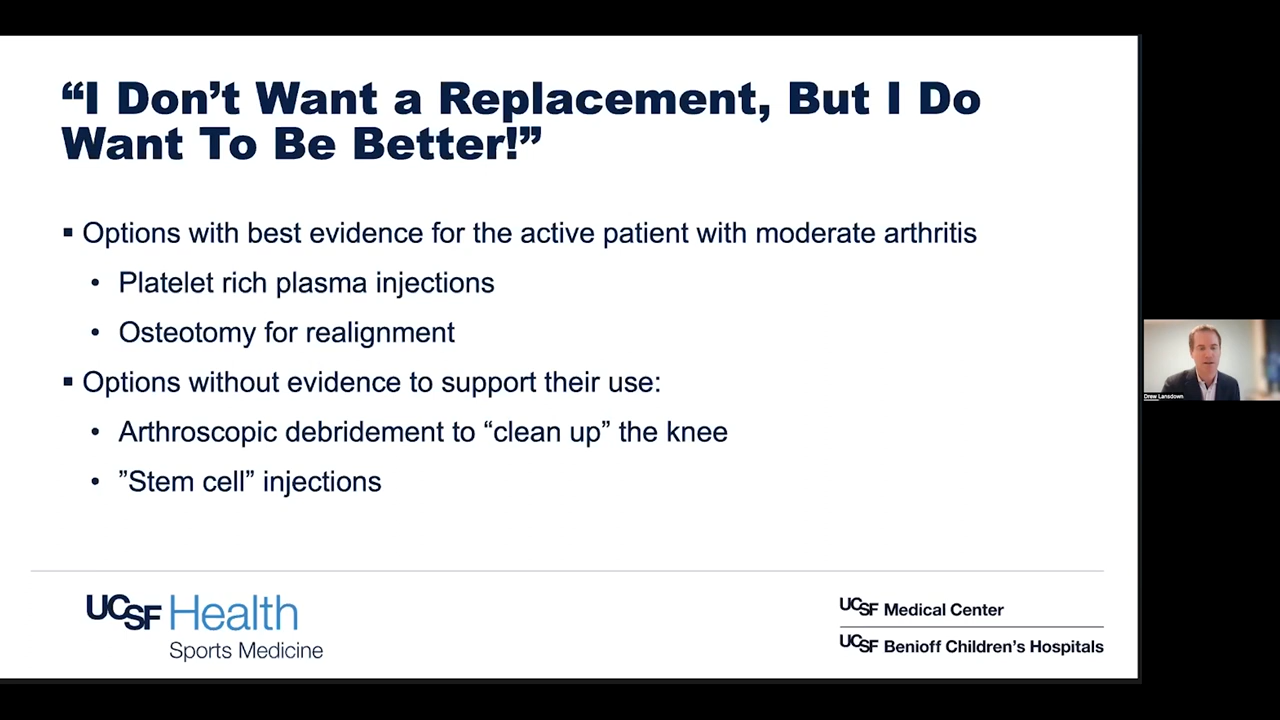 “I Don’t Want a Replacement, But I Do
Want To Be Better!”
▪ Options with best evidence for the active patient with moderate arthritis
• Platelet rich plasma injections
• Osteotomy for realignment
▪ Options without evidence to support their use:
• Arthroscopic debridement to “clean up” the knee
• ”Stem cell” injections
Drew Lansdown
UCSF Health
Sports Medicine
UCSF Medical Center
UCSF Benioff Children’s Hospitals